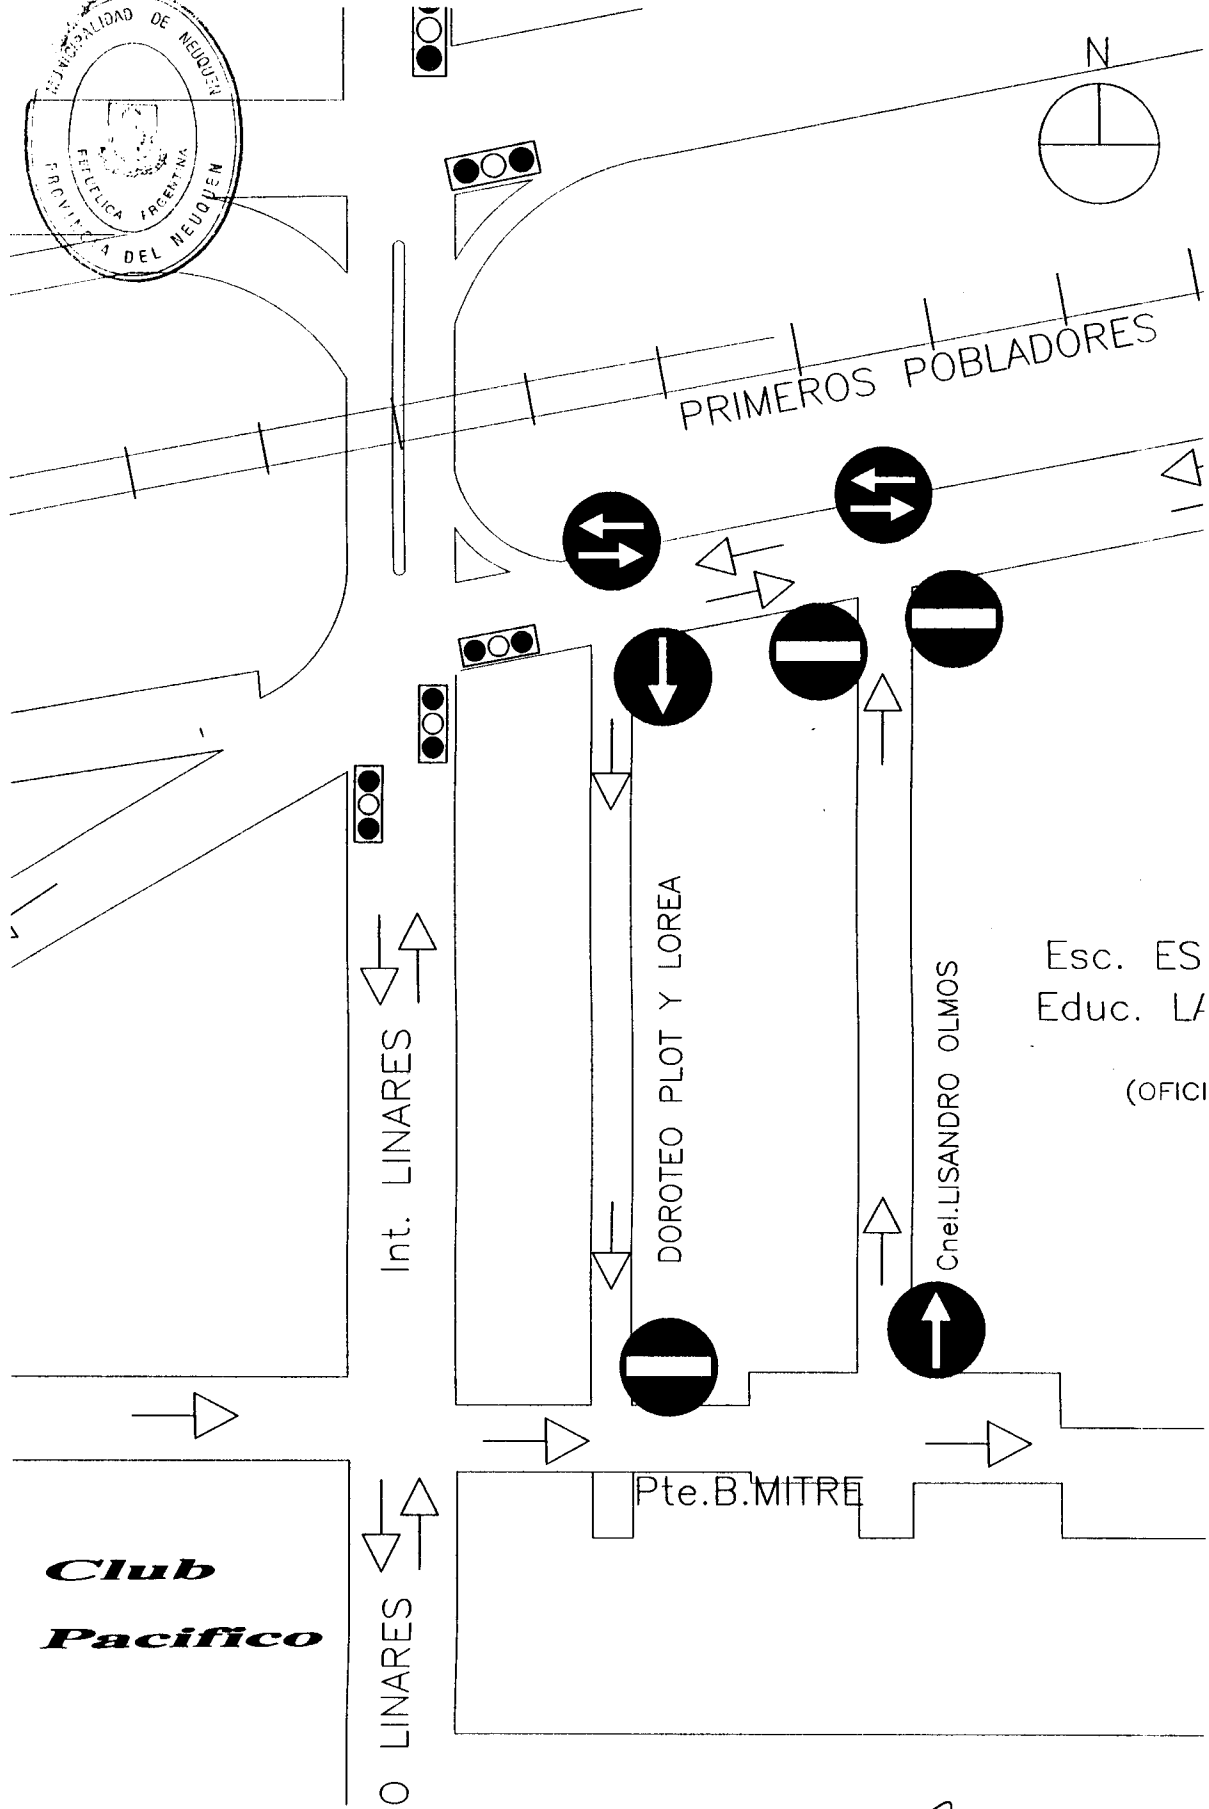 MUNICIPALIDAD DE NEUQUEN
PROVINCIA DEL NEUQUEN
REPUBLICA ARGENTINA
N
PRIMEROS POBLADORES
DOROTEO PLOT Y LOREA
Cnel.LISANDRO OLMOS
Esc. ES
Educ. LA
(OFICI
Int. LINARES
Pte.B.MITRE
Club
Pacifico
O LINARES